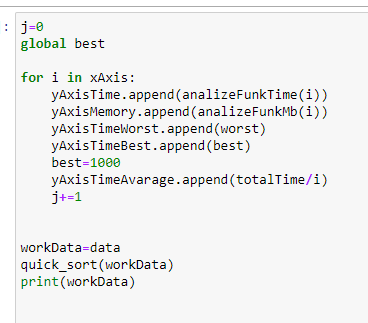 : j=0
global best
for i in xAxis:
yAxisTime.append(analizeFunkTime(i))
yAxisMemory.append(analizeFunkMb(i))
yAxisTimeWorst.append(worst)
yAxisTimeBest.append(best)
best=1000
yAxisTimeAvarage.append(totalTime/i)
j+=1
workData=data
quick_sort(workData)
print(workData)